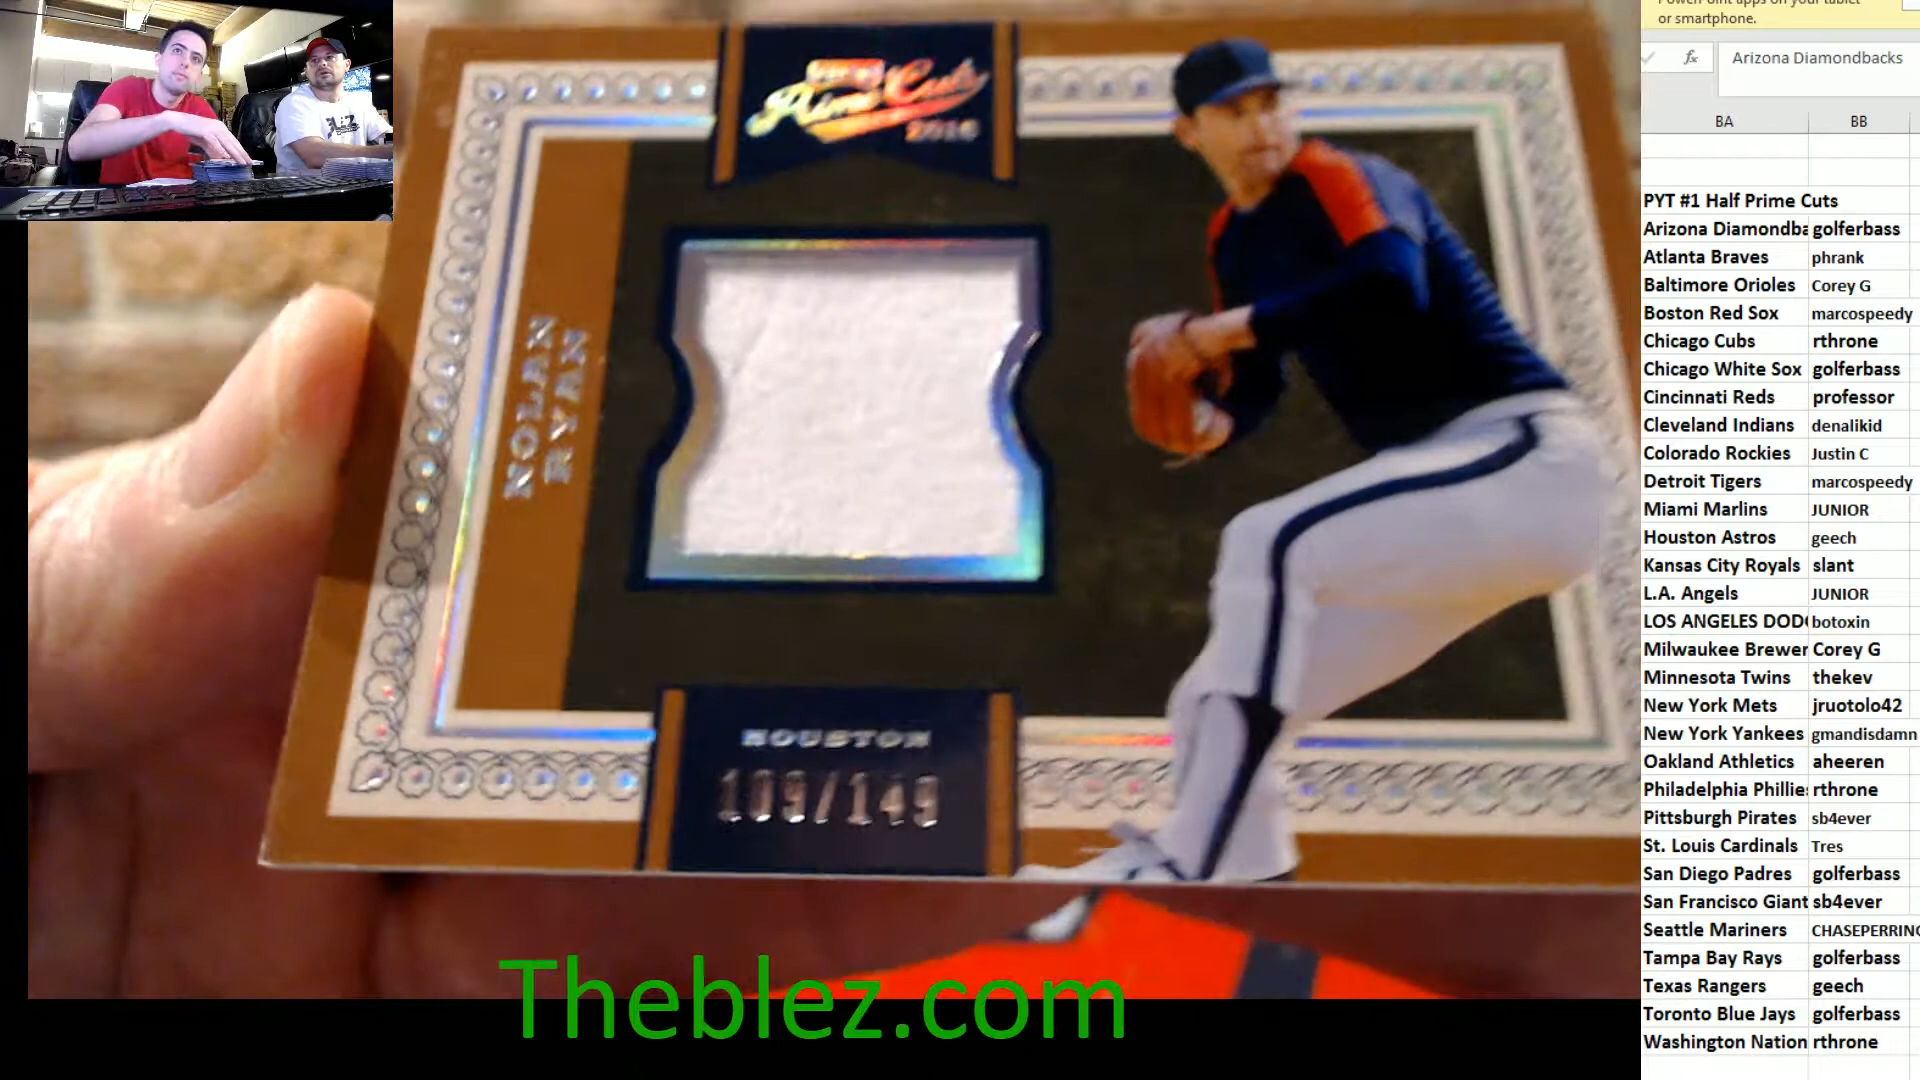 PowerPoint apps on your tablet
or smartphone.
fx
Arizona Diamondbacks
BA
BB
PYT #1 Half Prime Cuts
Arizona Diamondba golferbass
Atlanta Braves phrank
Baltimore Orioles Corey G
Boston Red Sox marcospeedy
Chicago Cubs rthrone
Chicago White Sox golferbass
Cincinnati Reds professor
Cleveland Indians denalikid
Colorado Rockies Justin C
Detroit Tigers marcospeedy
Miami Marlins JUNIOR
Houston Astros geech
Kansas City Royals slant
L.A. Angels JUNIOR
LOS ANGELES DOD botoxin
Milwaukee Brewer Corey G
Minnesota Twins thekev
New York Mets jruotolo42
New York Yankees gmandisdamn
Oakland Athletics aheeren
Philadelphia Phillie rthrone
Pittsburgh Pirates sb4ever
St. Louis Cardinals Tres
San Diego Padres golferbass
San Francisco Giant sb4ever
Seattle Mariners CHASEPERRING
Tampa Bay Rays golferbass
Texas Rangers geech
Toronto Blue Jays golferbass
Washington Nation rthrone
Prime Cuts
2016
NOLAN
RYAN
HOUSTON
109/149
Theblez.com